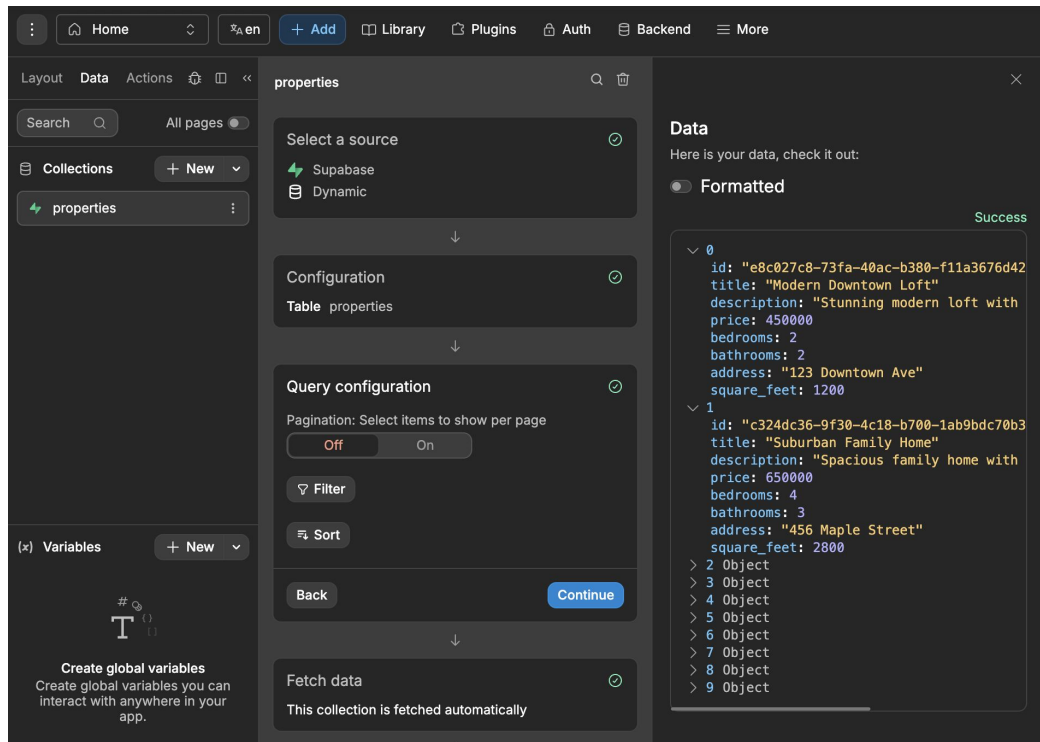 Home
en
+ Add
Library
Plugins
Auth
Backend
More
Layout
Data
Actions
Search
All pages
Collections
+ New
properties
(x) Variables
+ New
Create global variables
Create global variables you can
interact with anywhere in your
app.
properties
Select a source
Supabase
Dynamic
Configuration
Table properties
Query configuration
Pagination: Select items to show per page
Off
On
Filter
Sort
Back
Continue
Fetch data
This collection is fetched automatically
Data
Here is your data, check it out:
Formatted
Success
0
id: "e8c027c8-73fa-40ac-b380-f11a3676d42
title: "Modern Downtown Loft"
description: "Stunning modern loft with
price: 450000
bedrooms: 2
bathrooms: 2
address: "123 Downtown Ave"
square_feet: 1200
1
id: "c324dc36-9f30-4c18-b700-1ab9bdc70b3
title: "Suburban Family Home"
description: "Spacious family home with
price: 650000
bedrooms: 4
bathrooms: 3
address: "456 Maple Street"
square_feet: 2800
2 Object
3 Object
4 Object
5 Object
6 Object
7 Object
8 Object
9 Object